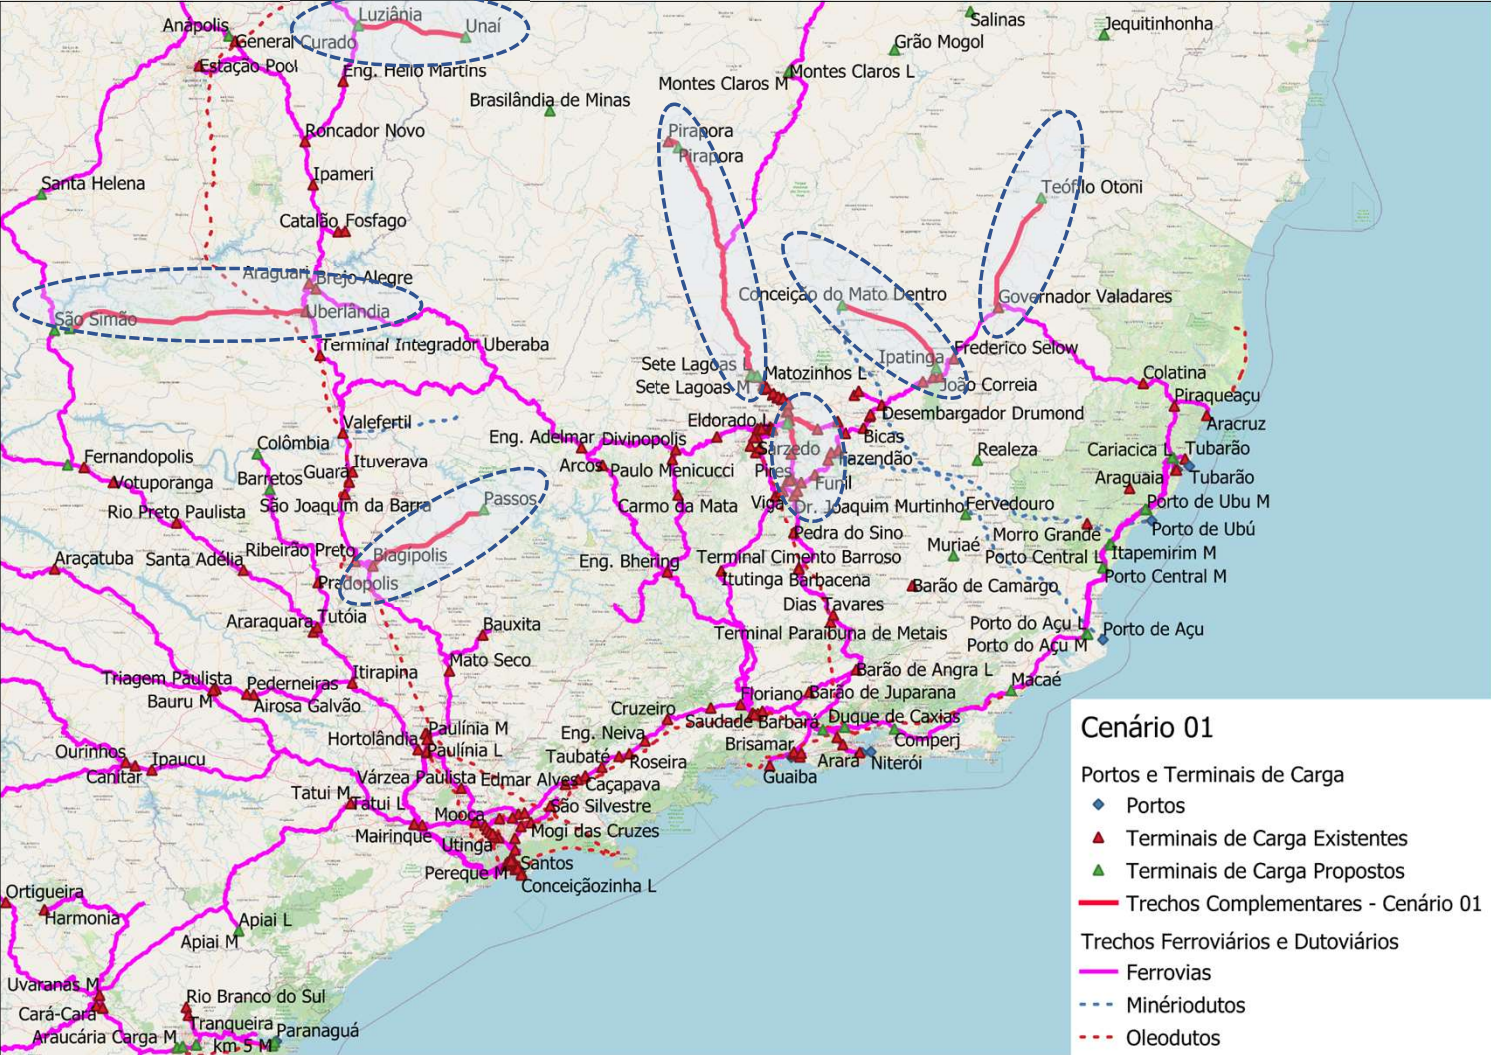 Luziânia
Unaí
Anápolis
General Curado
Estação Pool
Eng. Hélio Martins
Salinas
Jequitinhonha
Grão Mogol
Montes Claros L
Montes Claros M
Brasilândia de Minas
Roncador Novo
Pirapora
Pirapora
Ipameri
Santa Helena
Teófilo Otoni
Catalão Fosfago
Araguari
Brejo Alegre
Conceição do Mato Dentro
Governador Valadares
São Simão
Uberlândia
Terminal Integrador Uberaba
Frederico Selow
Ipatinga
Sete Lagoas L
Matozinhos L
Sete Lagoas M
João Correia
Colatina
Piraqueaçu
Aracruz
Valefertil
Eldorado L
Desembargador Drumond
Colômbia
Eng. Adelmar
Divinopolis
Bicas
Fernandopolis
Ituverava
Arcos
Paulo Menicucci
Sarzedo
Fazendão
Realeza
Cariacica L
Tubarão
Votuporanga
Barretos
Guará
Pires
Funil
Araguaia
Tubarão
Rio Preto Paulista
São Joaqum da Barra
Passos
Carmo da Mata
Viga
Dr. Joaquim Murtinho
Fervedouro
Porto de Ubu M
Porto de Ubú
Pedra do Sino
Morro Grande
Araçatuba
Santa Adélia
Ribeirão Preto
Biagipolis
Eng. Bhering
Terminal Cimento Barroso
Muriaé
Porto Central L
Itapemirim M
Porto Central M
Pradopolis
Itutinga
Barbacena
Barão de Camargo
Dias Tavares
Araraquara
Tutóia
Bauxita
Terminal Paraibuna de Metais
Porto do Açu L
Porto de Açu
Porto do Açu M
Mato Seco
Triagem Paulista
Pederneiras
Itirapina
Barão de Angra L
Macaé
Bauru M
Airosa Galvão
Floriano
Barão de Juparana
Cruzeiro
Saudade
Barbará
Duque de Caxias
Paulínia M
Hortolândia
Paulínia L
Eng. Neiva
Brisamar
Comperj
Ourinhos
Ipaucu
Canitar
Taubaté
Roseira
Arará
Niterói
Guaiba
Várzea Paulista
Edmar Alves
Caçapava
Tatui M
Tatui L
Mooca
São Silvestre
Mairinque
Utinga
Mogi das Cruzes
Santos
Pereque M
Conceiçãozinha L
Ortigueira
Harmonia
Apiai L
Apiai M
Uvaranas M
Cará-Cará
Rio Branco do Sul
Tranqueira
Paranaguá
Araucária Carga M
km 5 M
Cenário 01
Portos e Terminais de Carga
Portos
Terminais de Carga Existentes
Terminais de Carga Propostos
Trechos Complementares - Cenário 01
Trechos Ferroviários e Dutoviários
Ferrovias
Minériodutos
Oleodutos